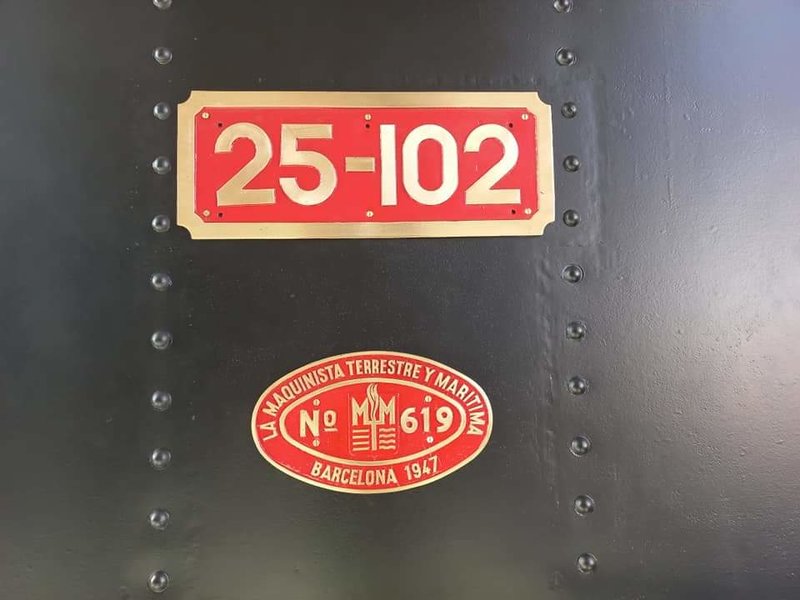 25-102
LA MAQUINISTA TERRESTRE Y MARITIMA
Nº MM 619
BARCELONA 1947